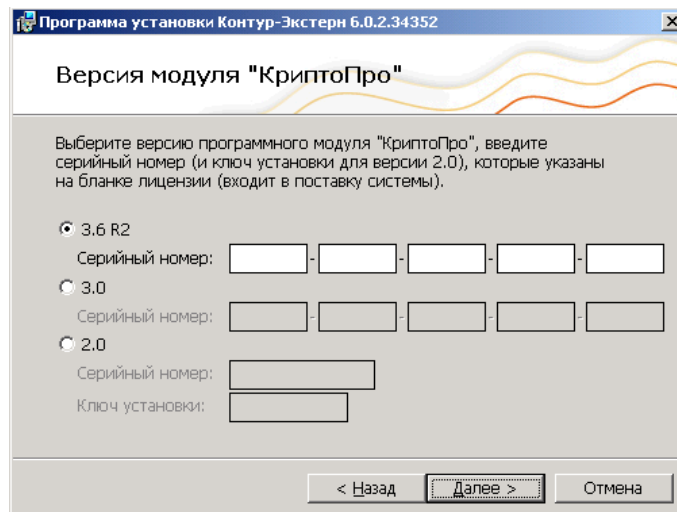 Программа установки Контур-Экстерн 6.0.2.34352
Версия модуля "КриптоПро"
Выберите версию программного модуля "КриптоПро", введите
серийный номер (и ключ установки для версии 2.0), которые указаны
на бланке лицензии (входит в поставку системы).
3.6 R2
Серийный номер: - - - -
3.0
Серийный номер: - - - -
2.0
Серийный номер:
Ключ установки:
< Назад Далее > Отмена